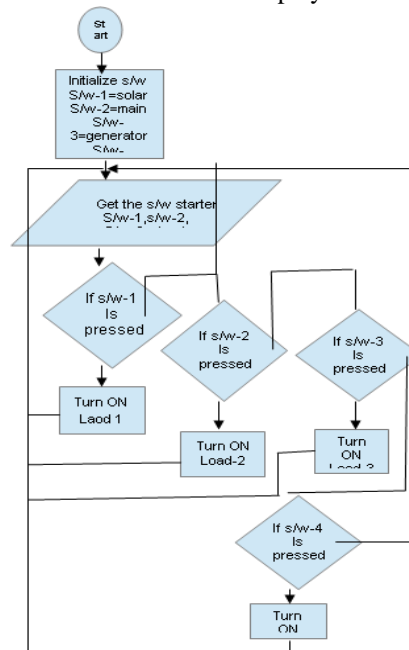 St
art
Initialize s/w
S/w-1=solar
S/w-2=main
S/w-
3=generator
S/w-
Get the s/w starter
S/w-1,s/w-2,
If s/w-1
Is
pressed
If s/w-2
Is
pressed
If s/w-3
Is
pressed
Turn ON
Laod 1
Turn ON
Load-2
Turn
ON
Load-3
If s/w-4
Is
pressed
Turn
ON